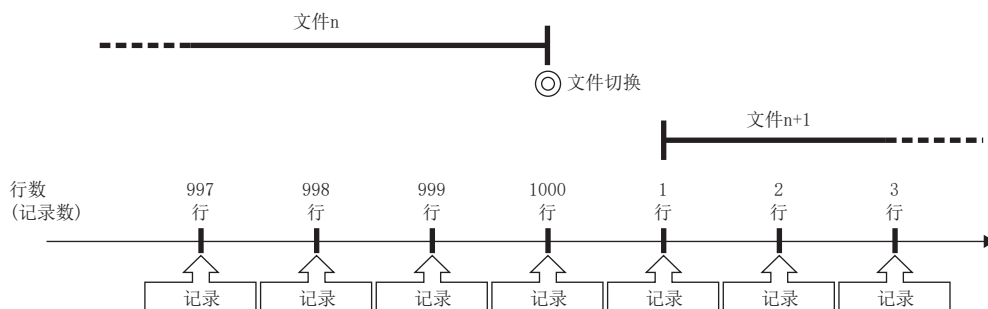 文件n
文件切换
文件n+1
行数 997 998 999 1000 1 2 3
(记录数) 行 行 行 行 行 行 行
记录 记录 记录 记录 记录 记录 记录